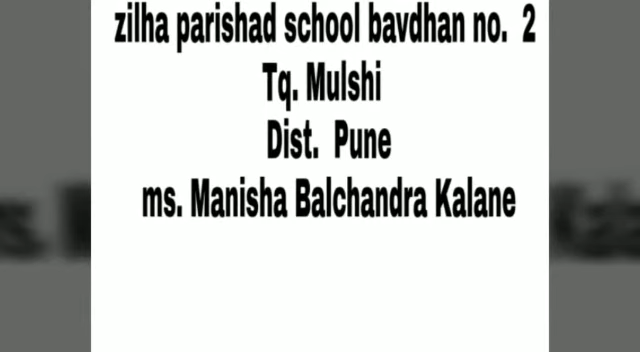 zilha parishad school bavdhan no. 2
Tq. Mulshi
Dist. Pune
ms. Manisha Balchandra Kalane